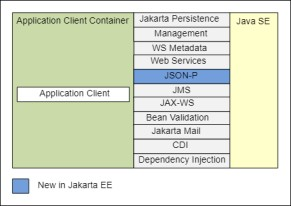 Application Client Container
Application Client
Jakarta Persistence
Management
WS Metadata
Web Services
JSON-P
JMS
JAX-WS
Bean Validation
Jakarta Mail
CDI
Dependency Injection
Java SE
New in Jakarta EE